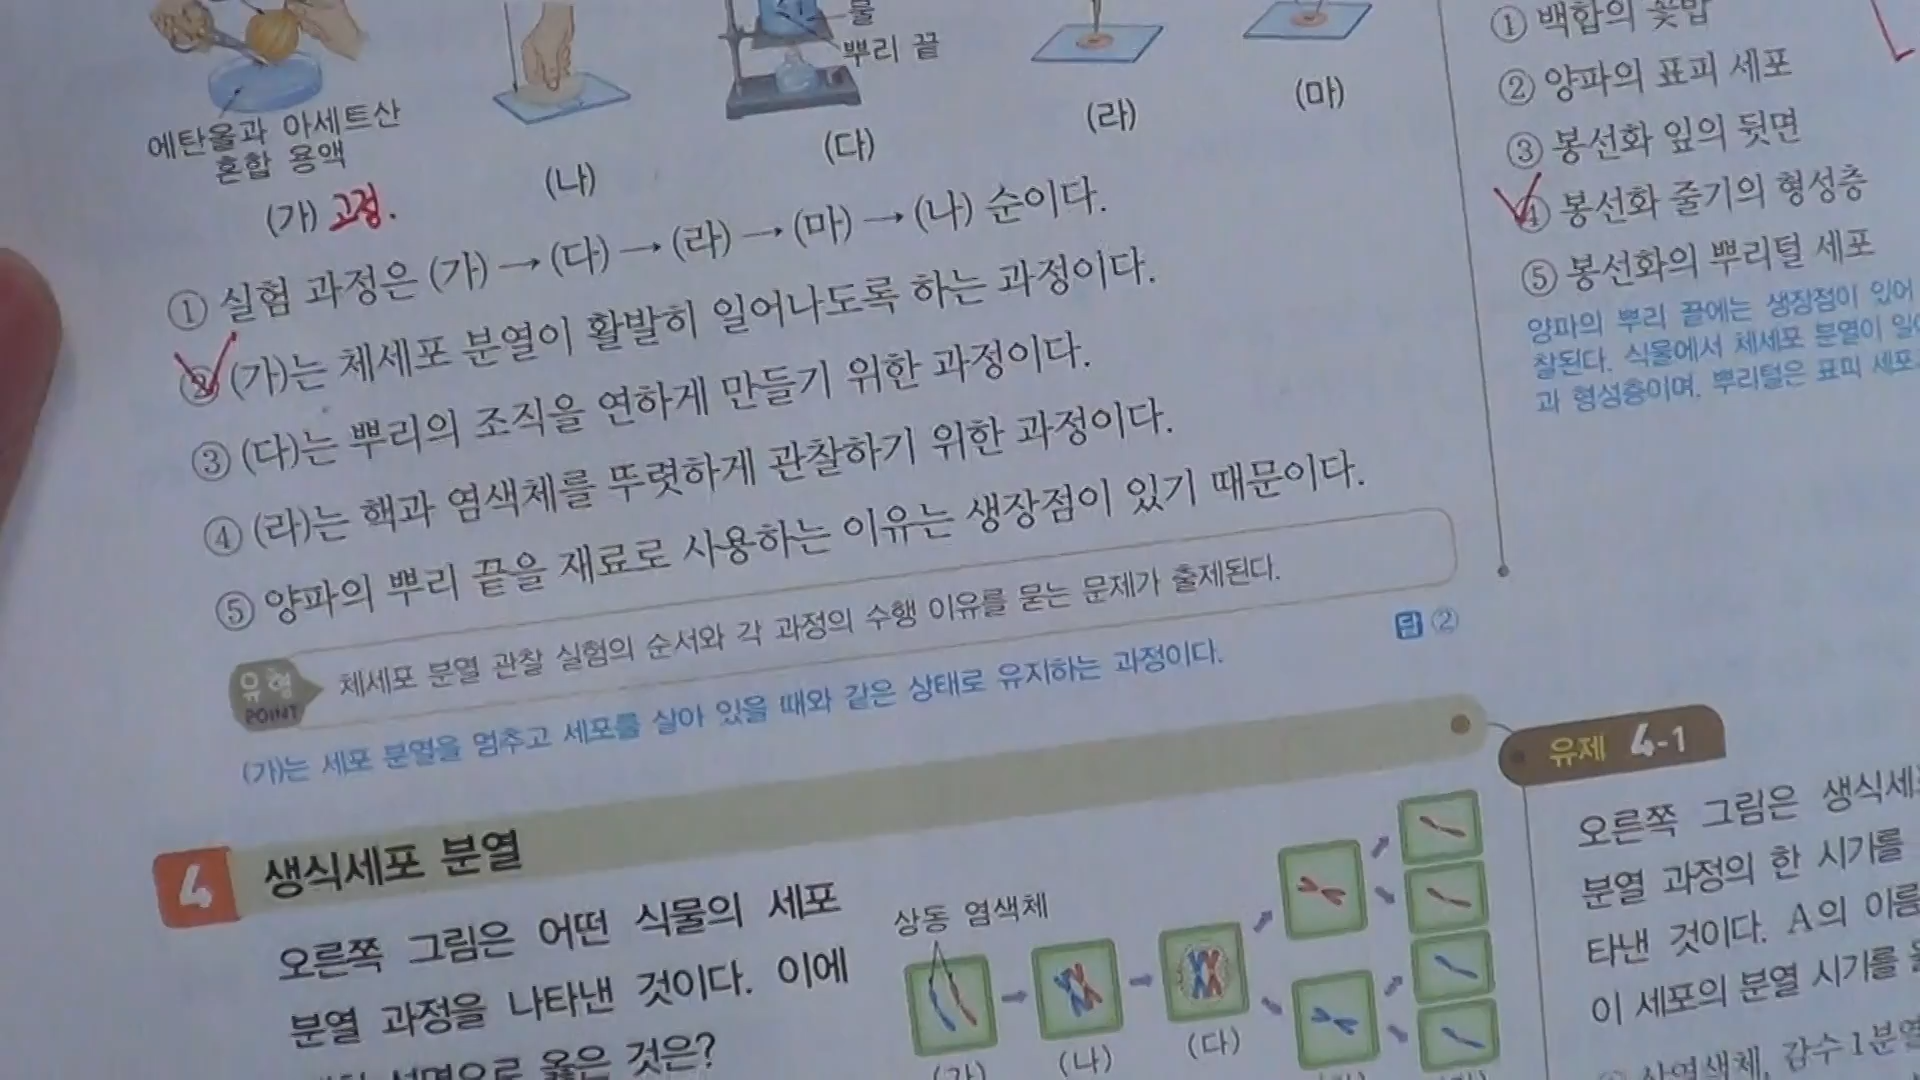 물
뿌리 끝
에탄올과 아세트산
혼합 용액
(가) 고정.
(나)
(다)
(라)
(마)
① 실험 과정은 (가) → (다) → (라) → (마) → (나) 순이다.
② (가)는 체세포 분열이 활발히 일어나도록 하는 과정이다.
③ (다)는 뿌리의 조직을 연하게 만들기 위한 과정이다.
④ (라)는 핵과 염색체를 뚜렷하게 관찰하기 위한 과정이다.
⑤ 양파의 뿌리 끝을 재료로 사용하는 이유는 생장점이 있기 때문이다.
유형
POINT
체세포 분열 관찰 실험의 순서와 각 과정의 수행 이유를 묻는 문제가 출제된다.
답 ②
(가)는 세포 분열을 멈추고 세포를 살아 있을 때와 같은 상태로 유지하는 과정이다.
4 생식세포 분열
오른쪽 그림은 어떤 식물의 세포
분열 과정을 나타낸 것이다. 이에
설명으로 옳은 것은?
상동 염색체
(가)
(나)
(다)
① 백합의 꽃밥
② 양파의 표피 세포
③ 봉선화 잎의 뒷면
④ 봉선화 줄기의 형성층
⑤ 봉선화의 뿌리털 세포
양파의 뿌리 끝에는 생장점이 있어
찰된다. 식물에서 체세포 분열이
과 형성층이며, 뿌리털은 표피
유제 4-1
오른쪽 그림은
분열 과정의 한 시기를
타낸 것이다. A의
이 세포의 분열 시기를
감수 1분열